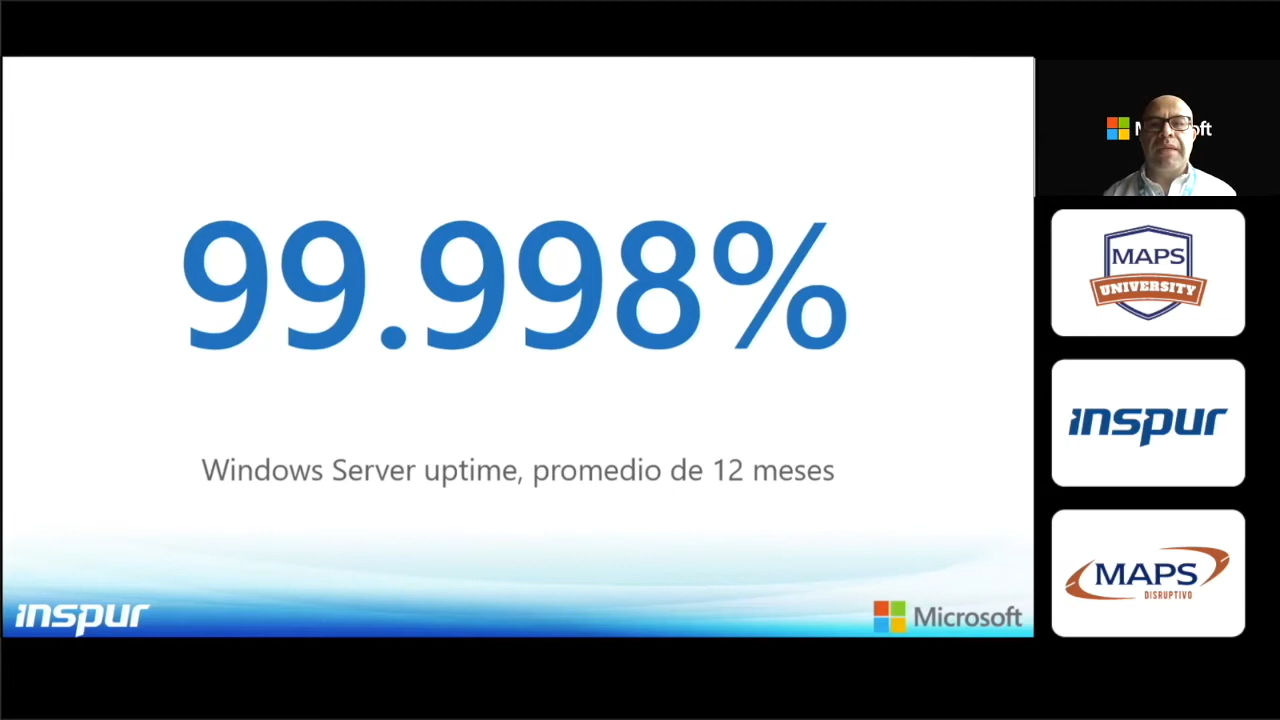 99.998%
Windows Server uptime, promedio de 12 meses
inspur
Microsoft
MAPS
UNIVERSITY
inspur
MAPS
DISRUPTIVO